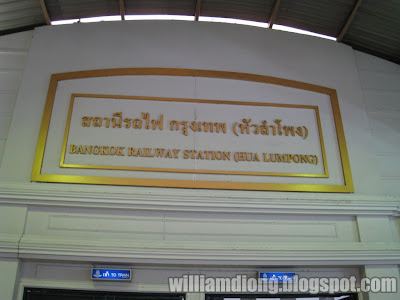 สถานีรถไฟ กรุงเทพ (หัวลำโพง)
BANGKOK RAILWAY STATION (HUA LUMPONG)
williamdiong.blogspot.com